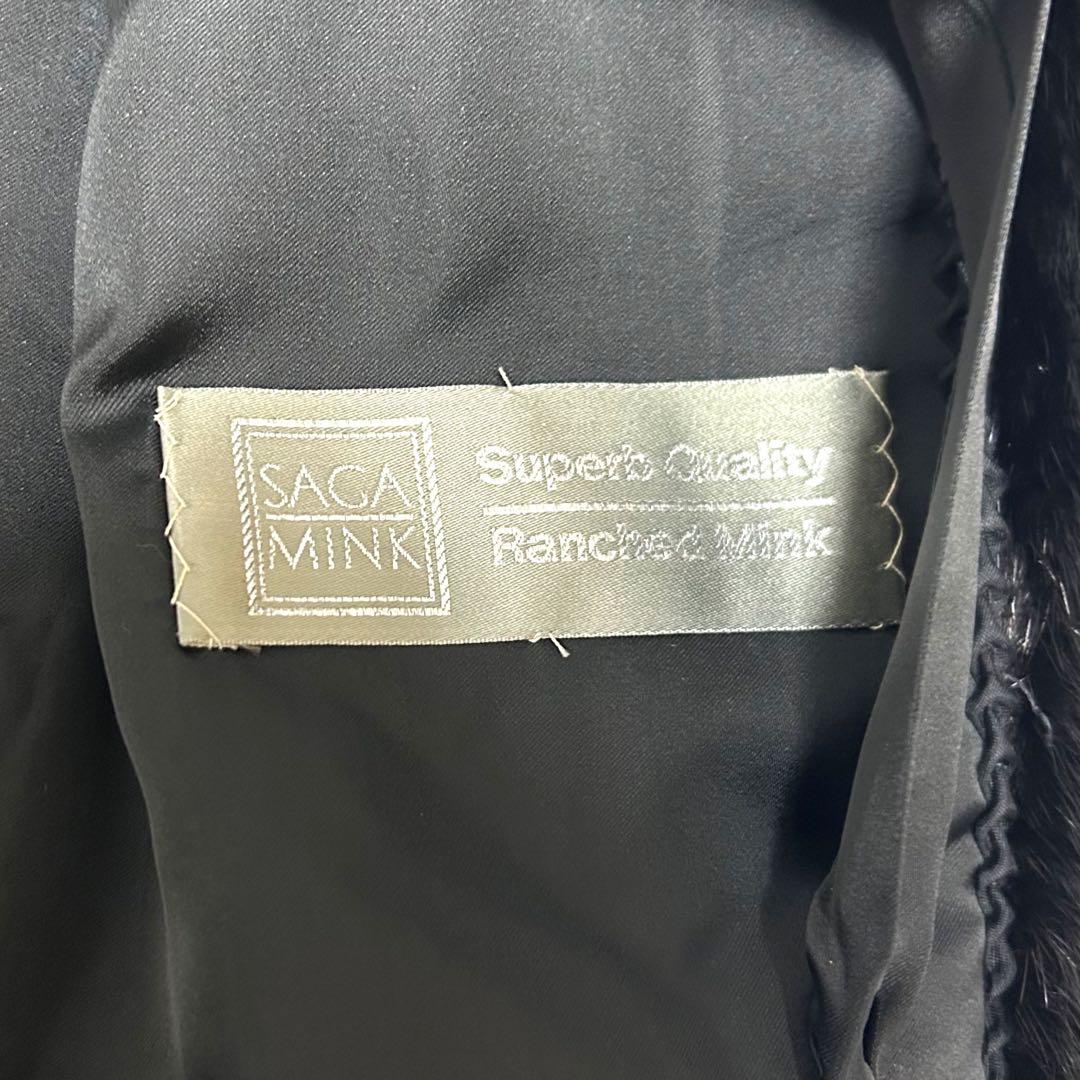 SAGA
MINK
Superb Quality
Ranched Mink